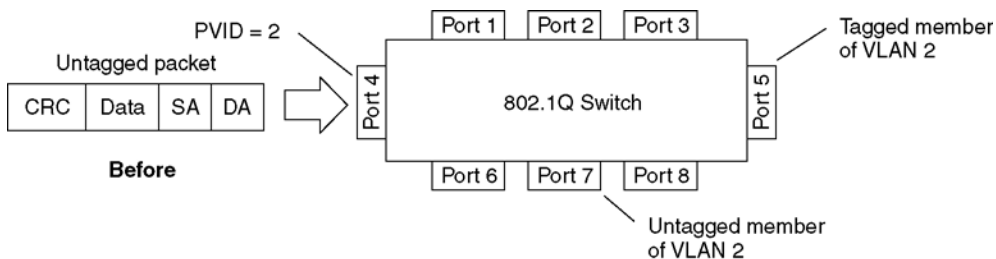 PVID = 2
Untagged packet
CRC
Data
SA
DA
Before
Port 1
Port 2
Port 3
Port 4
802.1Q Switch
Port 5
Tagged member
of VLAN 2
Port 6
Port 7
Port 8
Untagged member
of VLAN 2